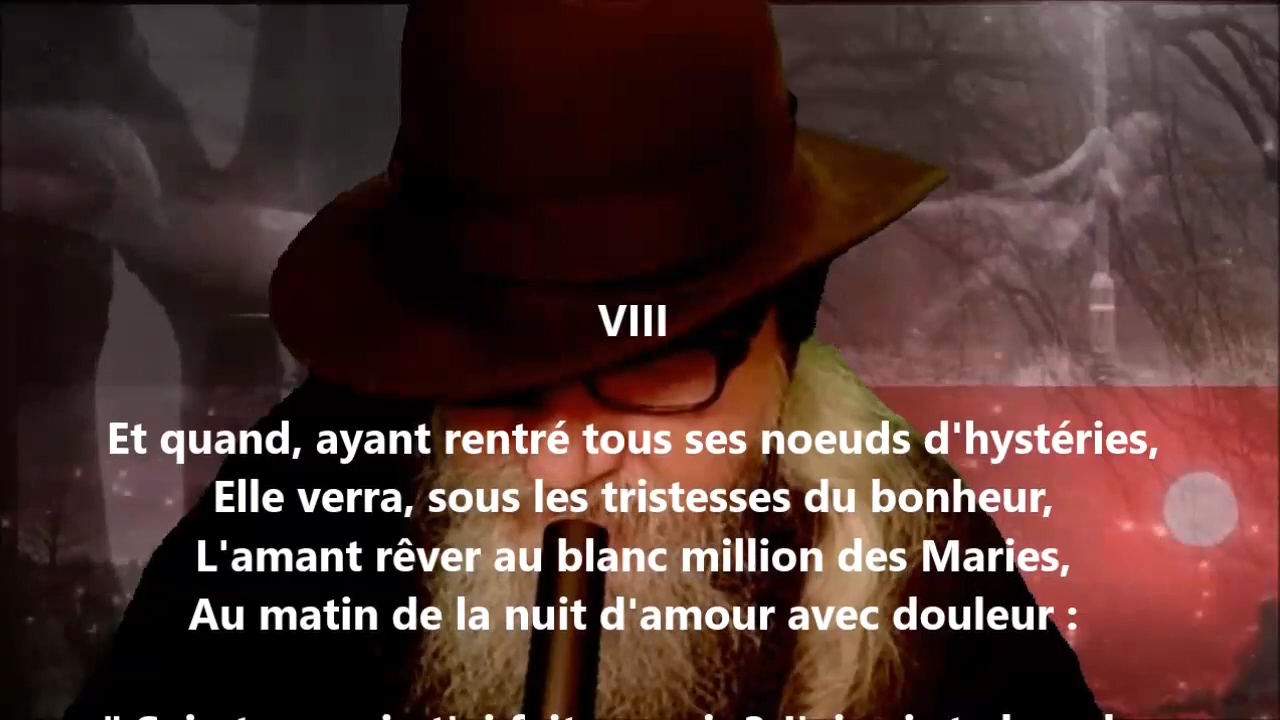 VIII
Et quand, ayant rentré tous ses noeuds d'hystéries,
Elle verra, sous les tristesses du bonheur,
L'amant rêver au blanc million des Maries,
Au matin de la nuit d'amour avec douleur :